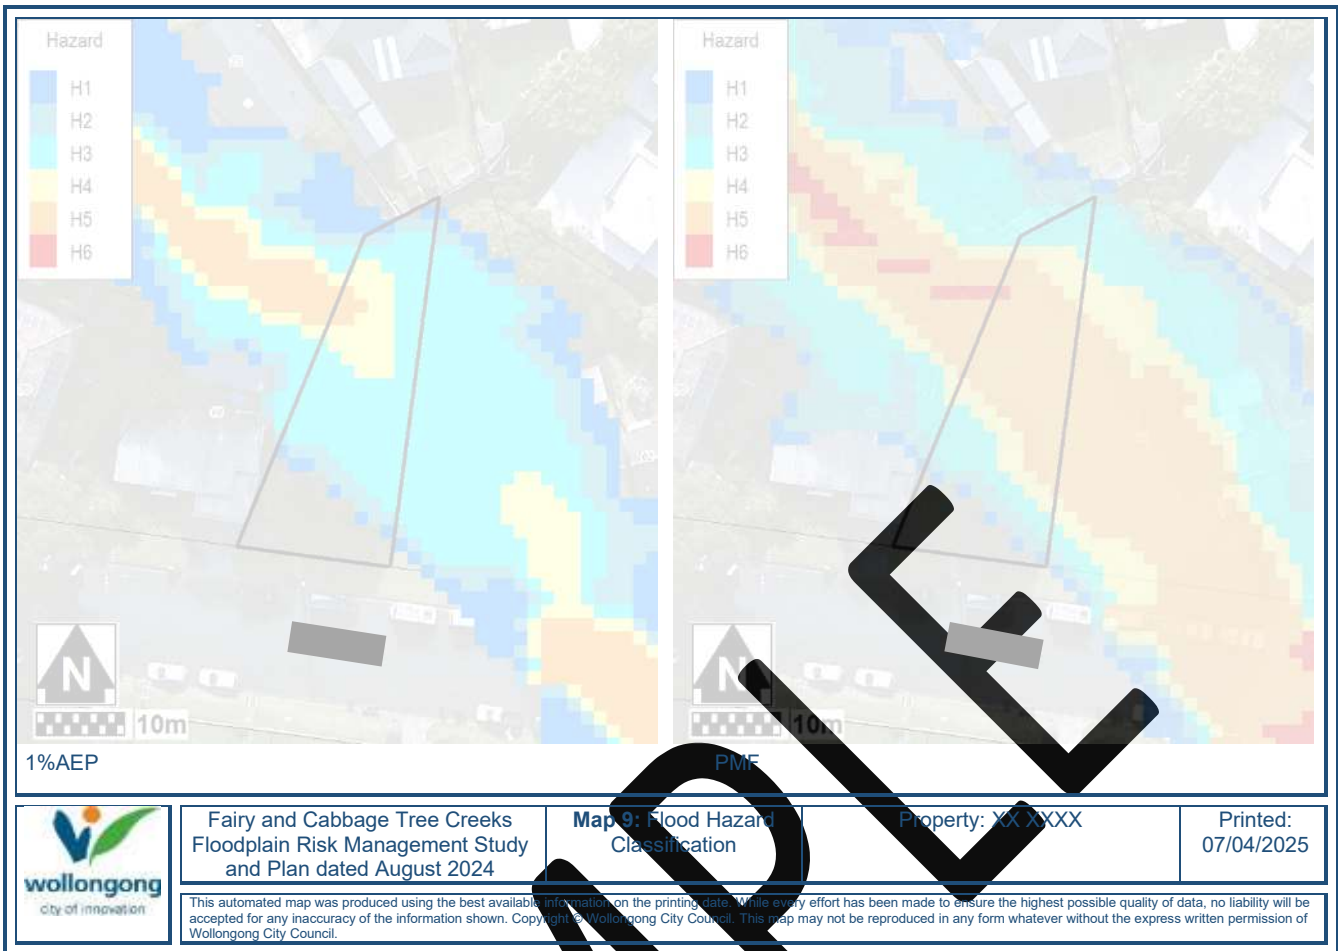 Hazard
H1
H2
H3
H4
H5
H6
N
10m
1%AEP
Hazard
H1
H2
H3
H4
H5
H6
N
10m
PMF
wollongong
city of innovation
Fairy and Cabbage Tree Creeks
Floodplain Risk Management Study
and Plan dated August 2024
Map 9: Flood Hazard
Classification
Property: XX XXXX
Printed:
07/04/2025
This automated map was produced using the best available information on the printing date. While every effort has been made to ensure the highest possible quality of data, no liability will be
accepted for any inaccuracy of the information shown. Copyright © Wollongong City Council. This map may not be reproduced in any form whatever without the express written permission of
Wollongong City Council.
MPLE